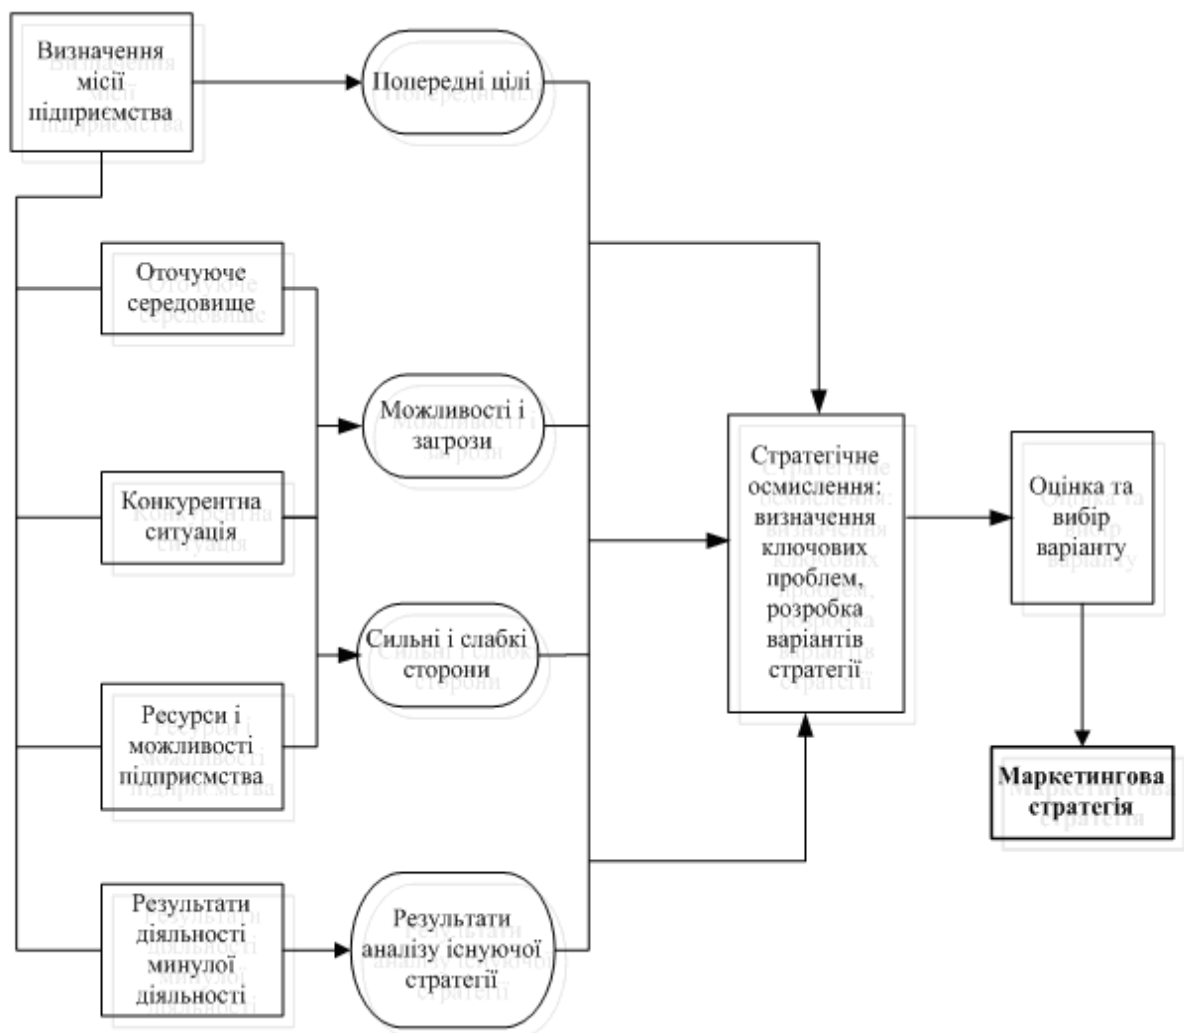 Визначення
місії
підприємства
Попередні цілі
Оточуюче
середовище
Можливості і
загрози
Конкурентна
ситуація
Сильні і слабкі
сторони
Ресурси і
можливості
підприємства
Результати
діяльності
минулої
діяльності
Результати
аналізу існуючої
стратегії
Стратегічне
осмислення:
визначення
ключових
проблем,
розробка
варіантів
стратегії
Оцінка та
вибір
варіанту
Маркетингова
стратегія